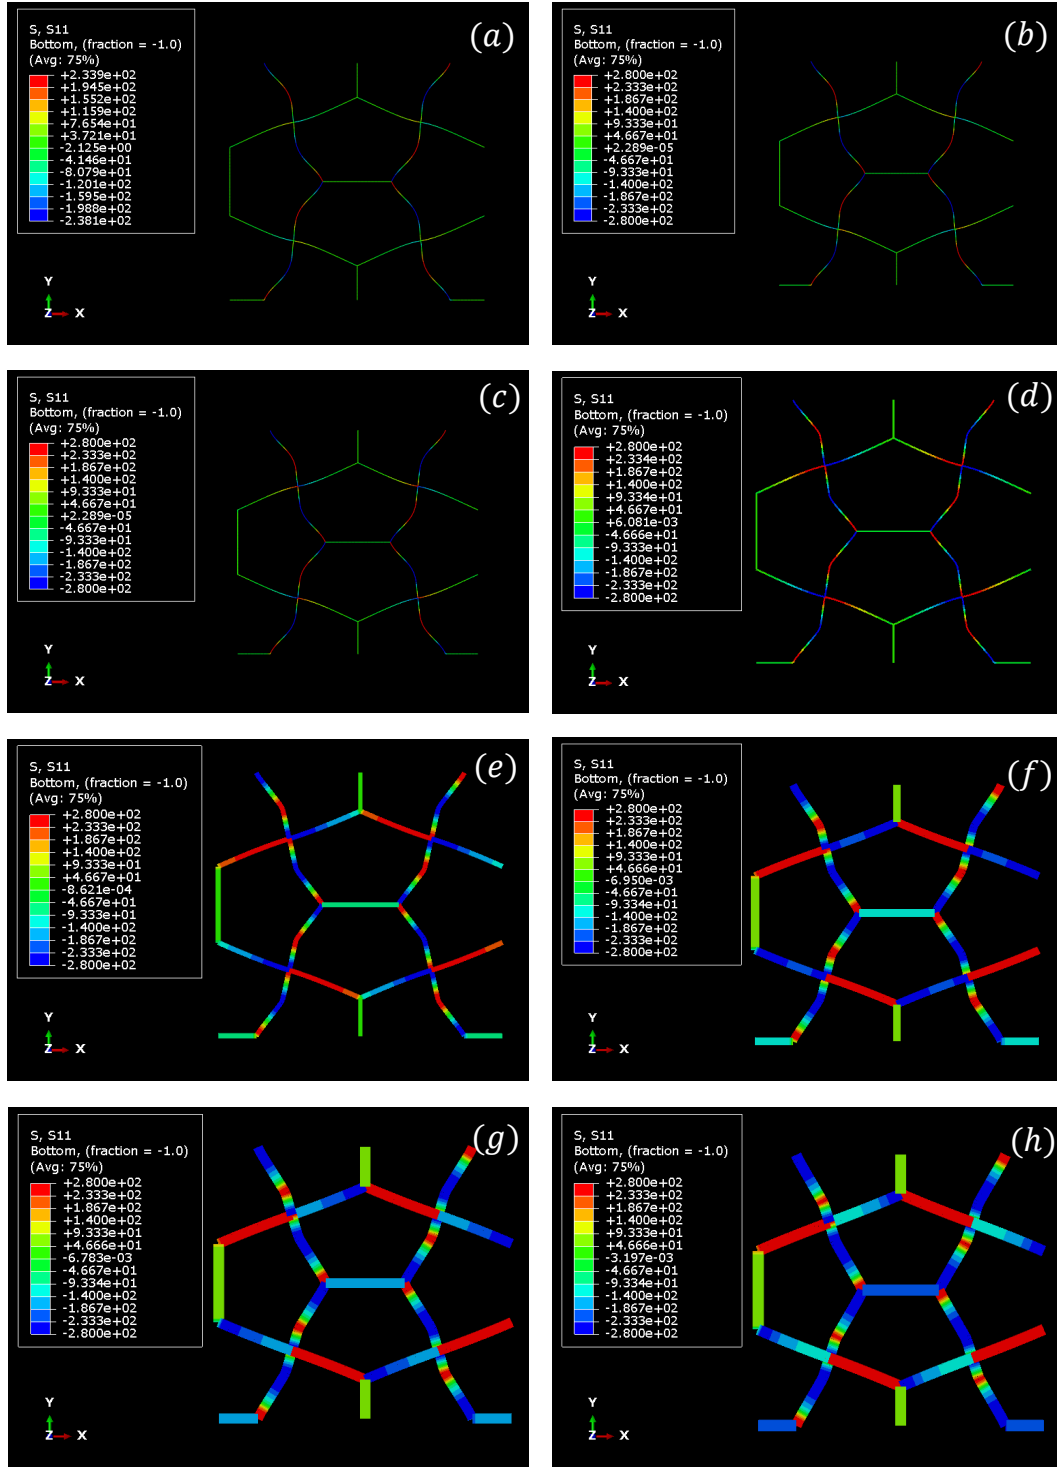 (a)
S, S11
Bottom, (fraction = -1.0)
(Avg: 75%)
+2.339e+02
+1.945e+02
+1.552e+02
+1.159e+02
+7.654e+01
+3.721e+01
-2.125e+00
-4.146e+01
-8.079e+01
-1.201e+02
-1.595e+02
-1.988e+02
-2.381e+02
Y
Z X
(b)
S, S11
Bottom, (fraction = -1.0)
(Avg: 75%)
+2.800e+02
+2.333e+02
+1.867e+02
+1.400e+02
+9.333e+01
+4.667e+01
+2.289e-05
-4.667e+01
-9.333e+01
-1.400e+02
-1.867e+02
-2.333e+02
-2.800e+02
Y
Z X
(c)
S, S11
Bottom, (fraction = -1.0)
(Avg: 75%)
+2.800e+02
+2.333e+02
+1.867e+02
+1.400e+02
+9.333e+01
+4.667e+01
+2.289e-05
-4.667e+01
-9.333e+01
-1.400e+02
-1.867e+02
-2.333e+02
-2.800e+02
Y
Z X
(d)
S, S11
Bottom, (fraction = -1.0)
(Avg: 75%)
+2.800e+02
+2.334e+02
+1.867e+02
+1.400e+02
+9.334e+01
+4.667e+01
+6.081e-03
-4.666e+01
-9.333e+01
-1.400e+02
-1.867e+02
-2.333e+02
-2.800e+02
Y
Z X
(e)
S, S11
Bottom, (fraction = -1.0)
(Avg: 75%)
+2.800e+02
+2.333e+02
+1.867e+02
+1.400e+02
+9.333e+01
+4.667e+01
-8.621e-04
-4.667e+01
-9.333e+01
-1.400e+02
-1.867e+02
-2.333e+02
-2.800e+02
Y
Z X
(f)
S, S11
Bottom, (fraction = -1.0)
(Avg: 75%)
+2.800e+02
+2.333e+02
+1.867e+02
+1.400e+02
+9.333e+01
+4.666e+01
-6.950e-03
-4.667e+01
-9.334e+01
-1.400e+02
-1.867e+02
-2.333e+02
-2.800e+02
Y
Z X
(g)
S, S11
Bottom, (fraction = -1.0)
(Avg: 75%)
+2.800e+02
+2.333e+02
+1.867e+02
+1.400e+02
+9.333e+01
+4.666e+01
-6.783e-03
-4.667e+01
-9.334e+01
-1.400e+02
-1.867e+02
-2.333e+02
-2.800e+02
Y
Z X
(h)
S, S11
Bottom, (fraction = -1.0)
(Avg: 75%)
+2.800e+02
+2.333e+02
+1.867e+02
+1.400e+02
+9.333e+01
+4.666e+01
-3.197e-03
-4.667e+01
-9.334e+01
-1.400e+02
-1.867e+02
-2.333e+02
-2.800e+02
Y
Z X